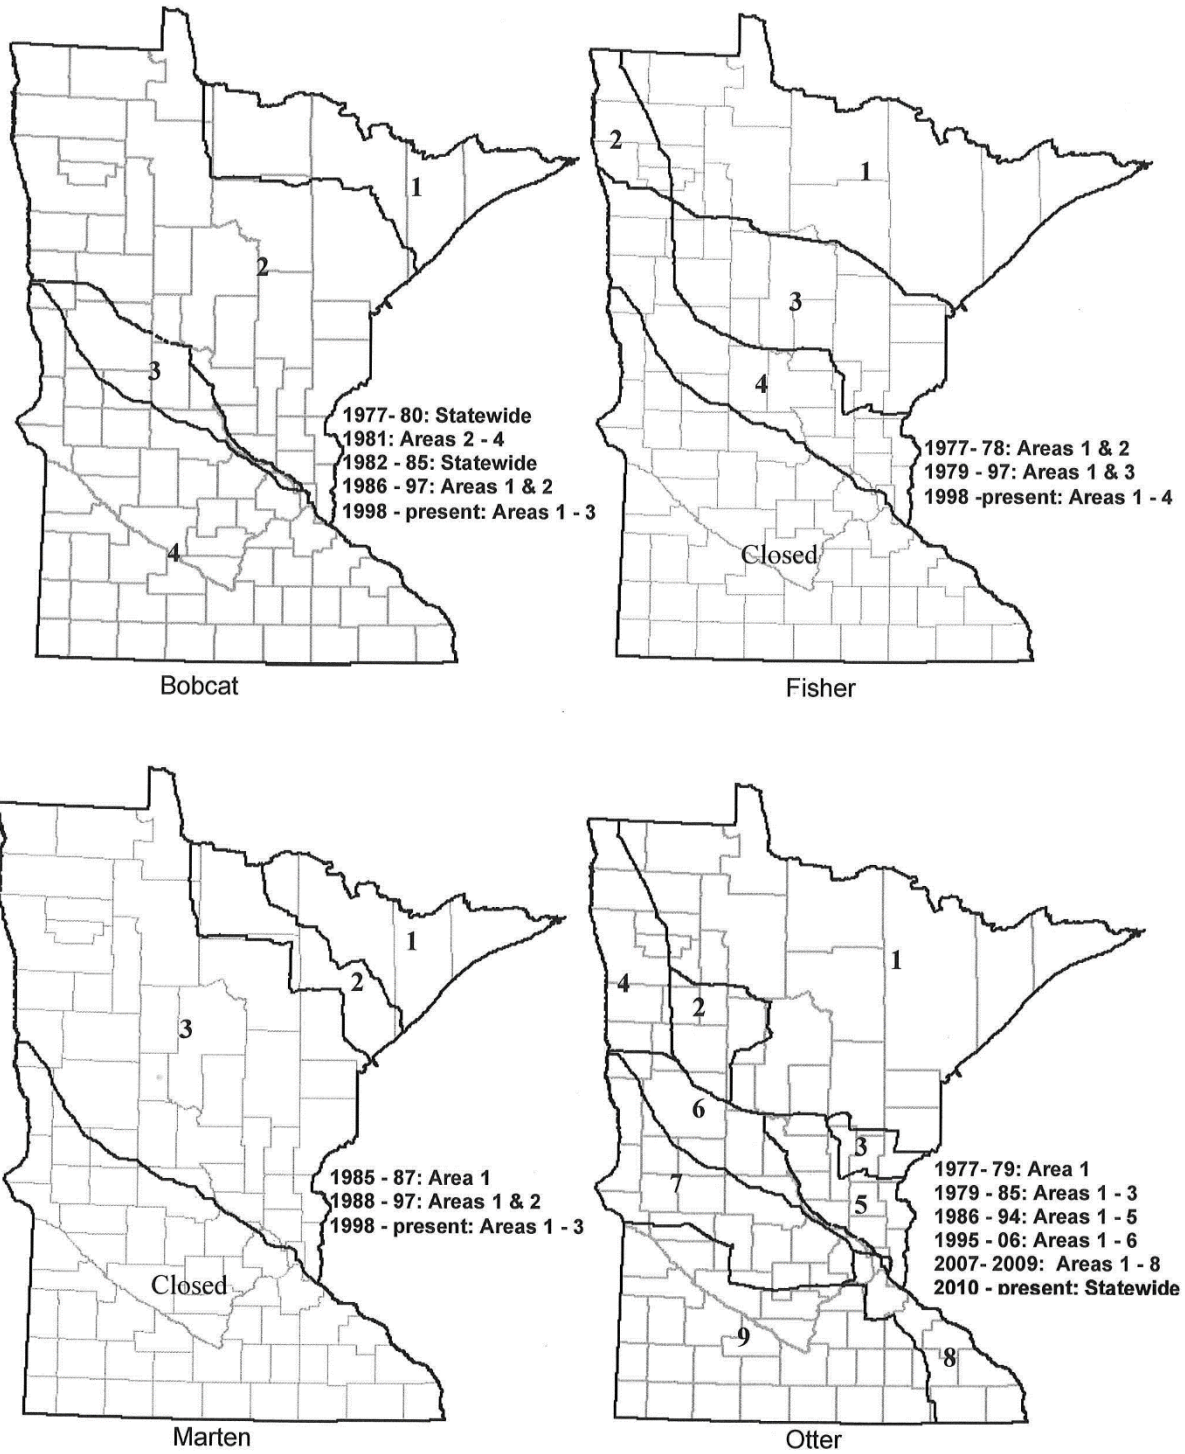 1
2
3
1977- 80: Statewide
1981: Areas 2 - 4
1982 - 85: Statewide
1986 - 97: Areas 1 & 2
1998 - present: Areas 1 - 3
4
Bobcat
2
1
3
4
1977- 78: Areas 1 & 2
1979 - 97: Areas 1 & 3
1998 -present: Areas 1 - 4
Closed
Fisher
1
2
3
1985 - 87: Area 1
1988 - 97: Areas 1 & 2
1998 - present: Areas 1 - 3
Closed
Marten
1
4
2
6
3
7
5
1977- 79: Area 1
1979 - 85: Areas 1 - 3
1986 - 94: Areas 1 - 5
1995 - 06: Areas 1 - 6
2007- 2009: Areas 1 - 8
2010 - present: Statewide
9
8
Otter